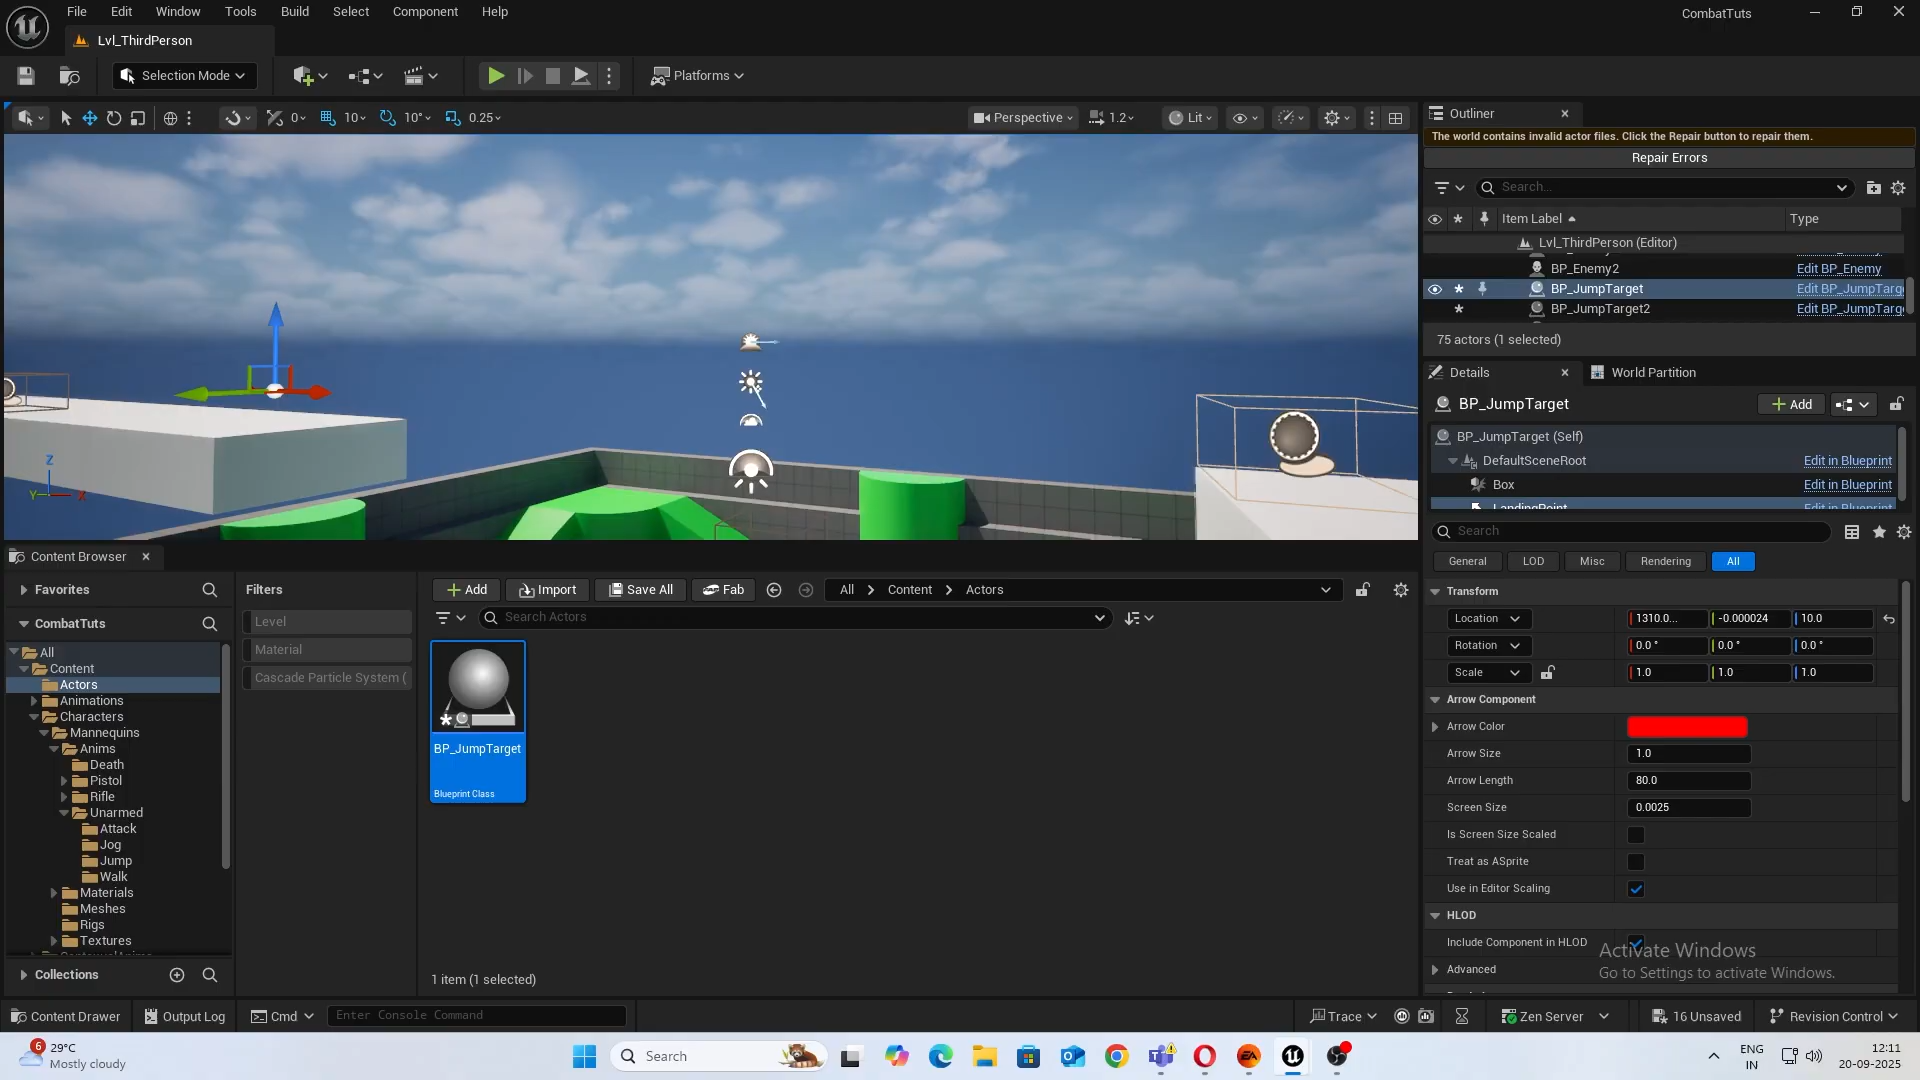 File Edit Window Tools Build Select Component Help
CombatTuts
Lvl_ThirdPerson
Selection Mode
Platforms
0 10 10° 0.25
Perspective 1.2 Lit
Outliner
The world contains invalid actor files. Click the Repair button to repair them.
Repair Errors
Search...
Item Label Type
Lvl_ThirdPerson (Editor)
BP_Enemy2 Edit BP_Enemy
BP_JumpTarget Edit BP_JumpTarg
BP_JumpTarget2 Edit BP_JumpTarg
75 actors (1 selected)
Details World Partition
BP_JumpTarget Add
BP_JumpTarget (Self)
DefaultSceneRoot Edit in Blueprint
Box Edit in Blueprint
LandingPoint Edit in Blueprint
Search
General LOD Misc Rendering All
Transform
Location 1310.0... -0.000024 10.0
Rotation 0.0 ° 0.0 ° 0.0 °
Scale 1.0 1.0 1.0
Arrow Component
Arrow Color
Arrow Size 1.0
Arrow Length 80.0
Screen Size 0.0025
Is Screen Size Scaled
Treat as ASprite
Use in Editor Scaling
HLOD
Include Component in HLOD
Advanced
Activate Windows
Go to Settings to activate Windows.
Z
Y X
Content Browser
Favorites
CombatTuts
All
Content
Actors
Animations
Characters
Mannequins
Anims
Death
Pistol
Rifle
Unarmed
Attack
Jog
Jump
Walk
Materials
Meshes
Rigs
Textures
Collections
Filters
Level
Material
Cascade Particle System (
Add Import Save All Fab All Content Actors
Search Actors
BP_JumpTarget
Blueprint Class
1 item (1 selected)
Content Drawer Output Log Cmd Enter Console Command Trace Zen Server 16 Unsaved Revision Control
6
29°C
Mostly cloudy
Search
EA
ENG
IN
12:11
20-09-2025